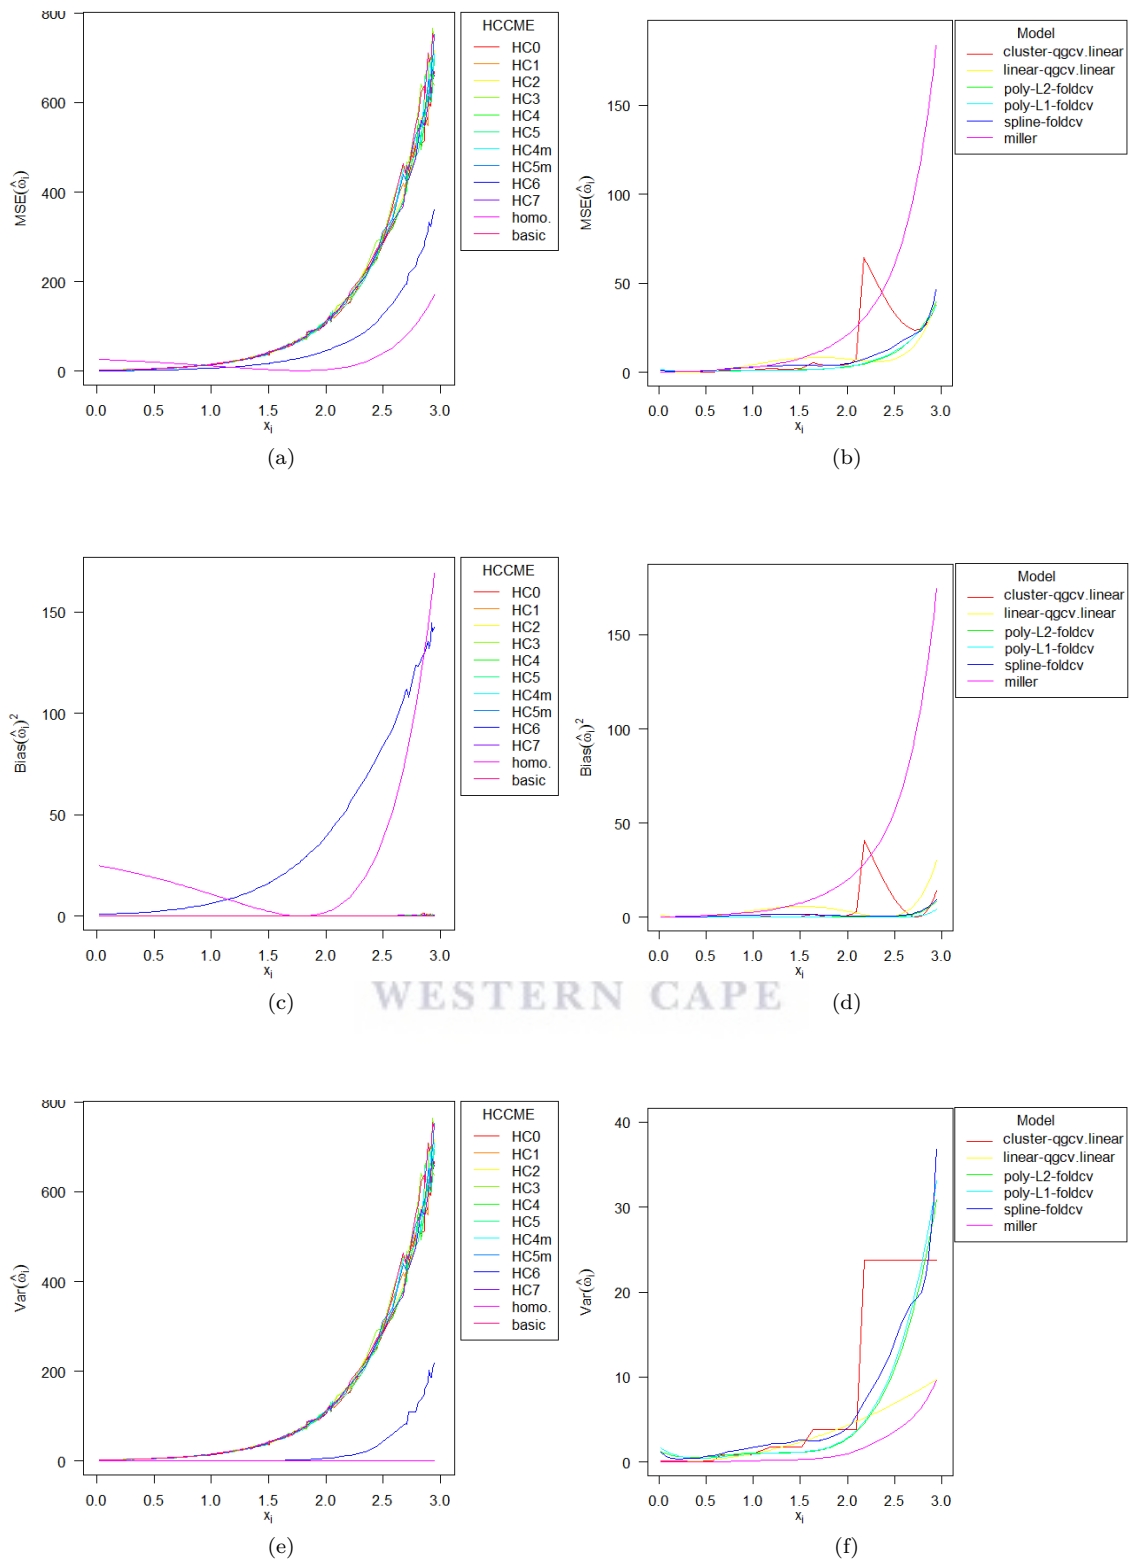 800
600
400
200
0
MSE(ω̂i)
0.0 0.5 1.0 1.5 2.0 2.5 3.0
xi
HCCME
HC0
HC1
HC2
HC3
HC4
HC5
HC4m
HC5m
HC6
HC7
homo.
basic
(a)
150
100
50
0
MSE(ω̂i)
0.0 0.5 1.0 1.5 2.0 2.5 3.0
xi
Model
cluster-qgcv.linear
linear-qgcv.linear
poly-L2-foldcv
poly-L1-foldcv
spline-foldcv
miller
(b)
150
100
50
0
Bias(ω̂i)²
0.0 0.5 1.0 1.5 2.0 2.5 3.0
xi
HCCME
HC0
HC1
HC2
HC3
HC4
HC5
HC4m
HC5m
HC6
HC7
homo.
basic
(c)
150
100
50
0
Bias(ω̂i)²
0.0 0.5 1.0 1.5 2.0 2.5 3.0
xi
Model
cluster-qgcv.linear
linear-qgcv.linear
poly-L2-foldcv
poly-L1-foldcv
spline-foldcv
miller
(d)
WESTERN CAPE
800
600
400
200
0
Var(ω̂i)
0.0 0.5 1.0 1.5 2.0 2.5 3.0
xi
HCCME
HC0
HC1
HC2
HC3
HC4
HC5
HC4m
HC5m
HC6
HC7
homo.
basic
(e)
40
30
20
10
0
Var(ω̂i)
0.0 0.5 1.0 1.5 2.0 2.5 3.0
xi
Model
cluster-qgcv.linear
linear-qgcv.linear
poly-L2-foldcv
poly-L1-foldcv
spline-foldcv
miller
(f)